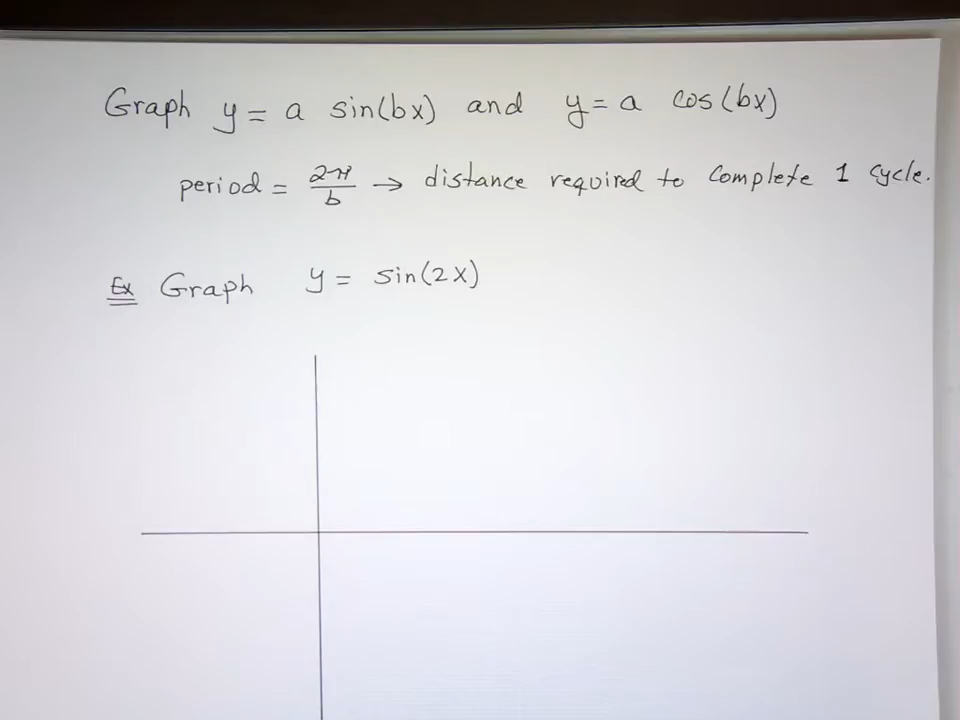 Graph y = a sin(bx) and y = a cos(bx)
period = 2π/b → distance required to complete 1 cycle.
Ex Graph y = sin(2x)